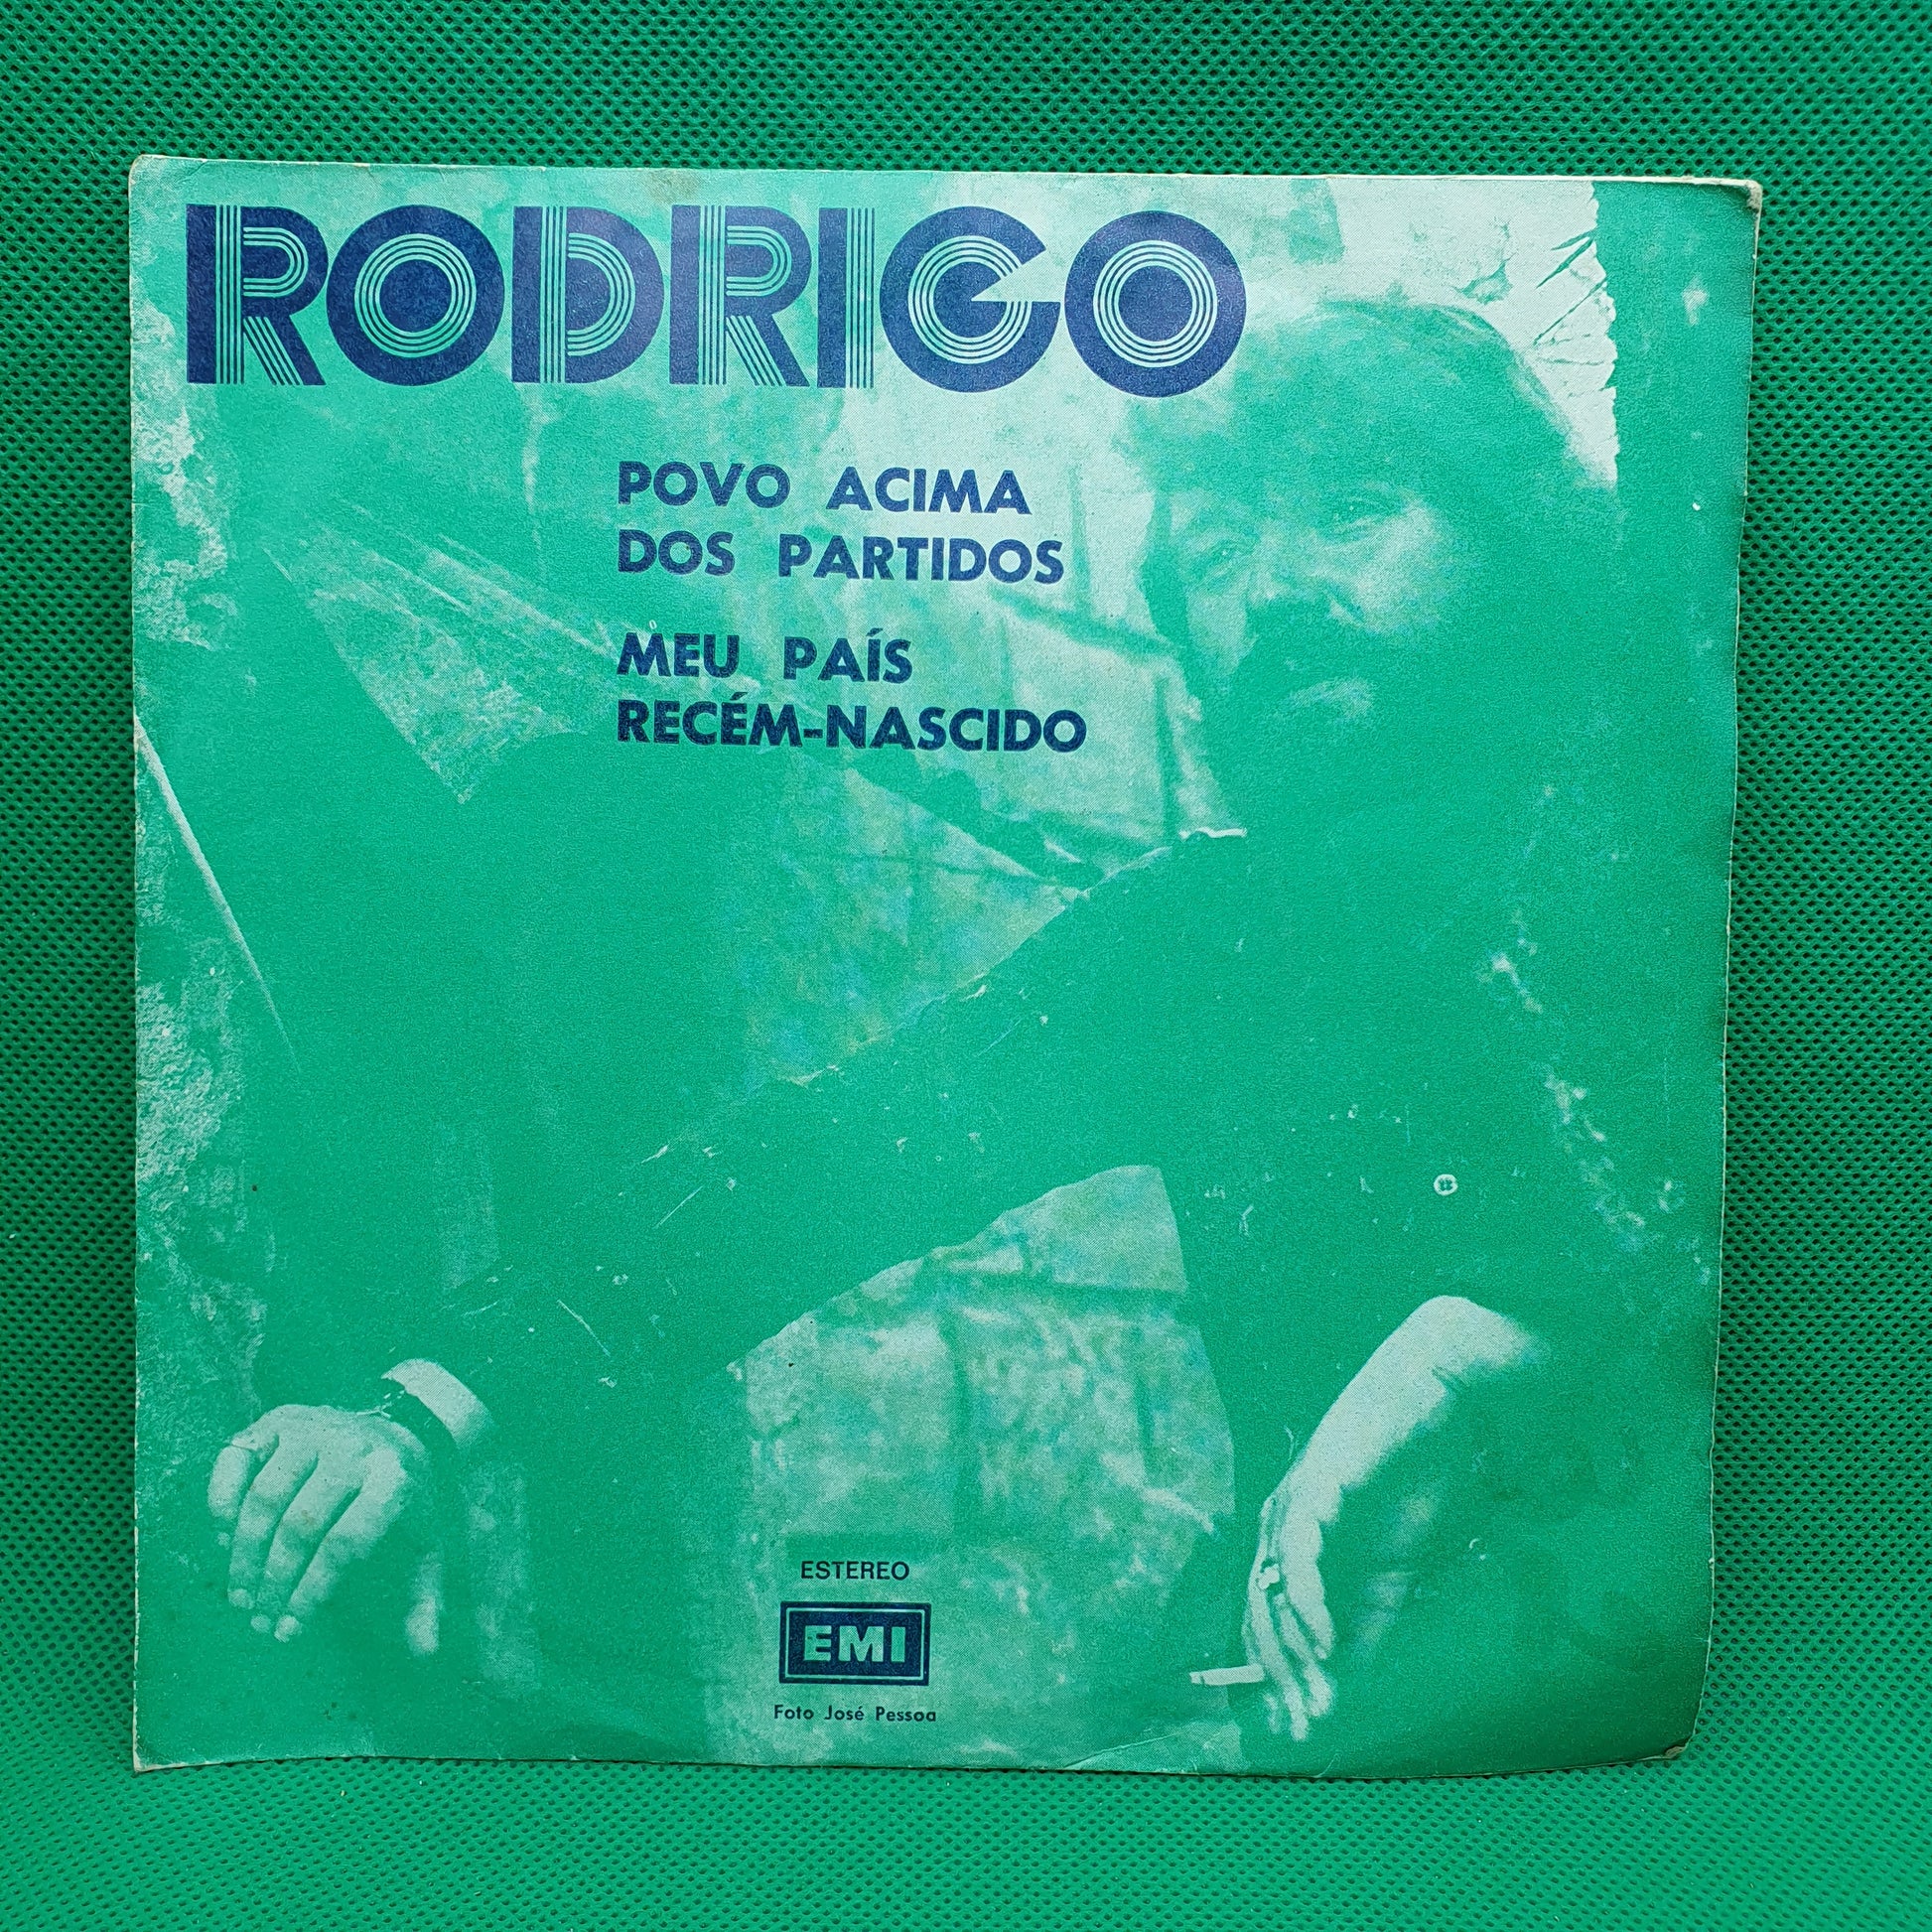 RODRIGO
POVO ACIMA
DOS PARTIDOS
MEU PAÍS
RECÉM-NASCIDO
ESTEREO
EMI
Foto José Pessoa